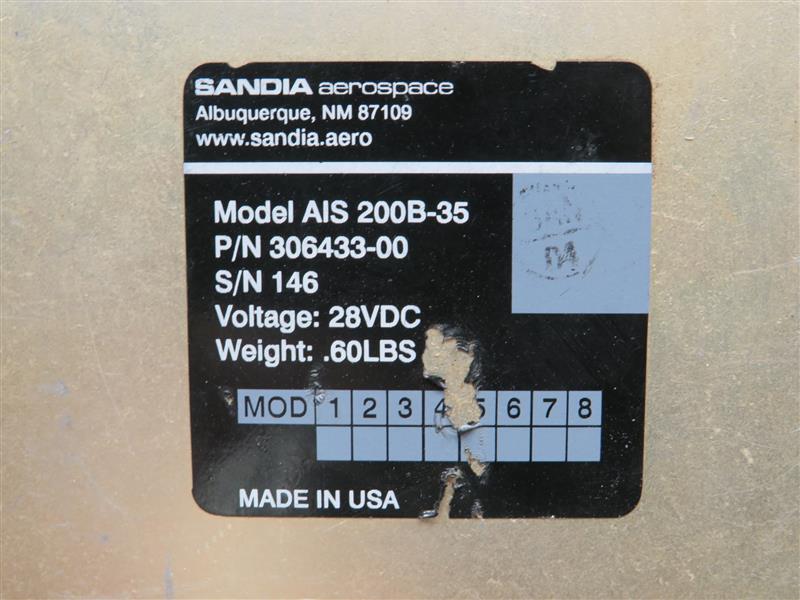 SANDIA aerospace
Albuquerque, NM 87109
www.sandia.aero
Model AIS 200B-35
P/N 306433-00
S/N 146
Voltage: 28VDC
Weight: .60LBS
MOD 1 2 3 4 5 6 7 8
MADE IN USA